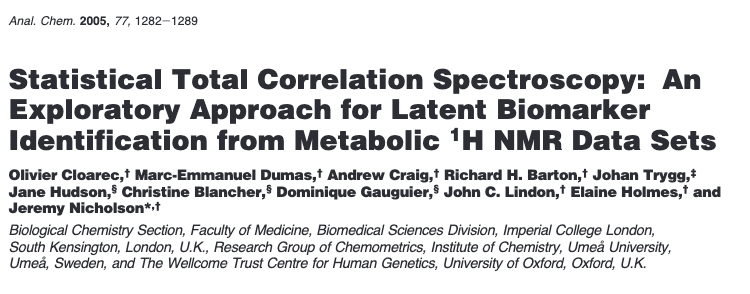 Anal. Chem. 2005, 77, 1282−1289
Statistical Total Correlation Spectroscopy: An
Exploratory Approach for Latent Biomarker
Identification from Metabolic ¹H NMR Data Sets
Olivier Cloarec,† Marc-Emmanuel Dumas,† Andrew Craig,† Richard H. Barton,† Johan Trygg,‡
Jane Hudson,§ Christine Blancher,§ Dominique Gauguier,§ John C. Lindon,† Elaine Holmes,† and
Jeremy Nicholson*,†
Biological Chemistry Section, Faculty of Medicine, Biomedical Sciences Division, Imperial College London,
South Kensington, London, U.K., Research Group of Chemometrics, Institute of Chemistry, Umeå University,
Umeå, Sweden, and The Wellcome Trust Centre for Human Genetics, University of Oxford, Oxford, U.K.